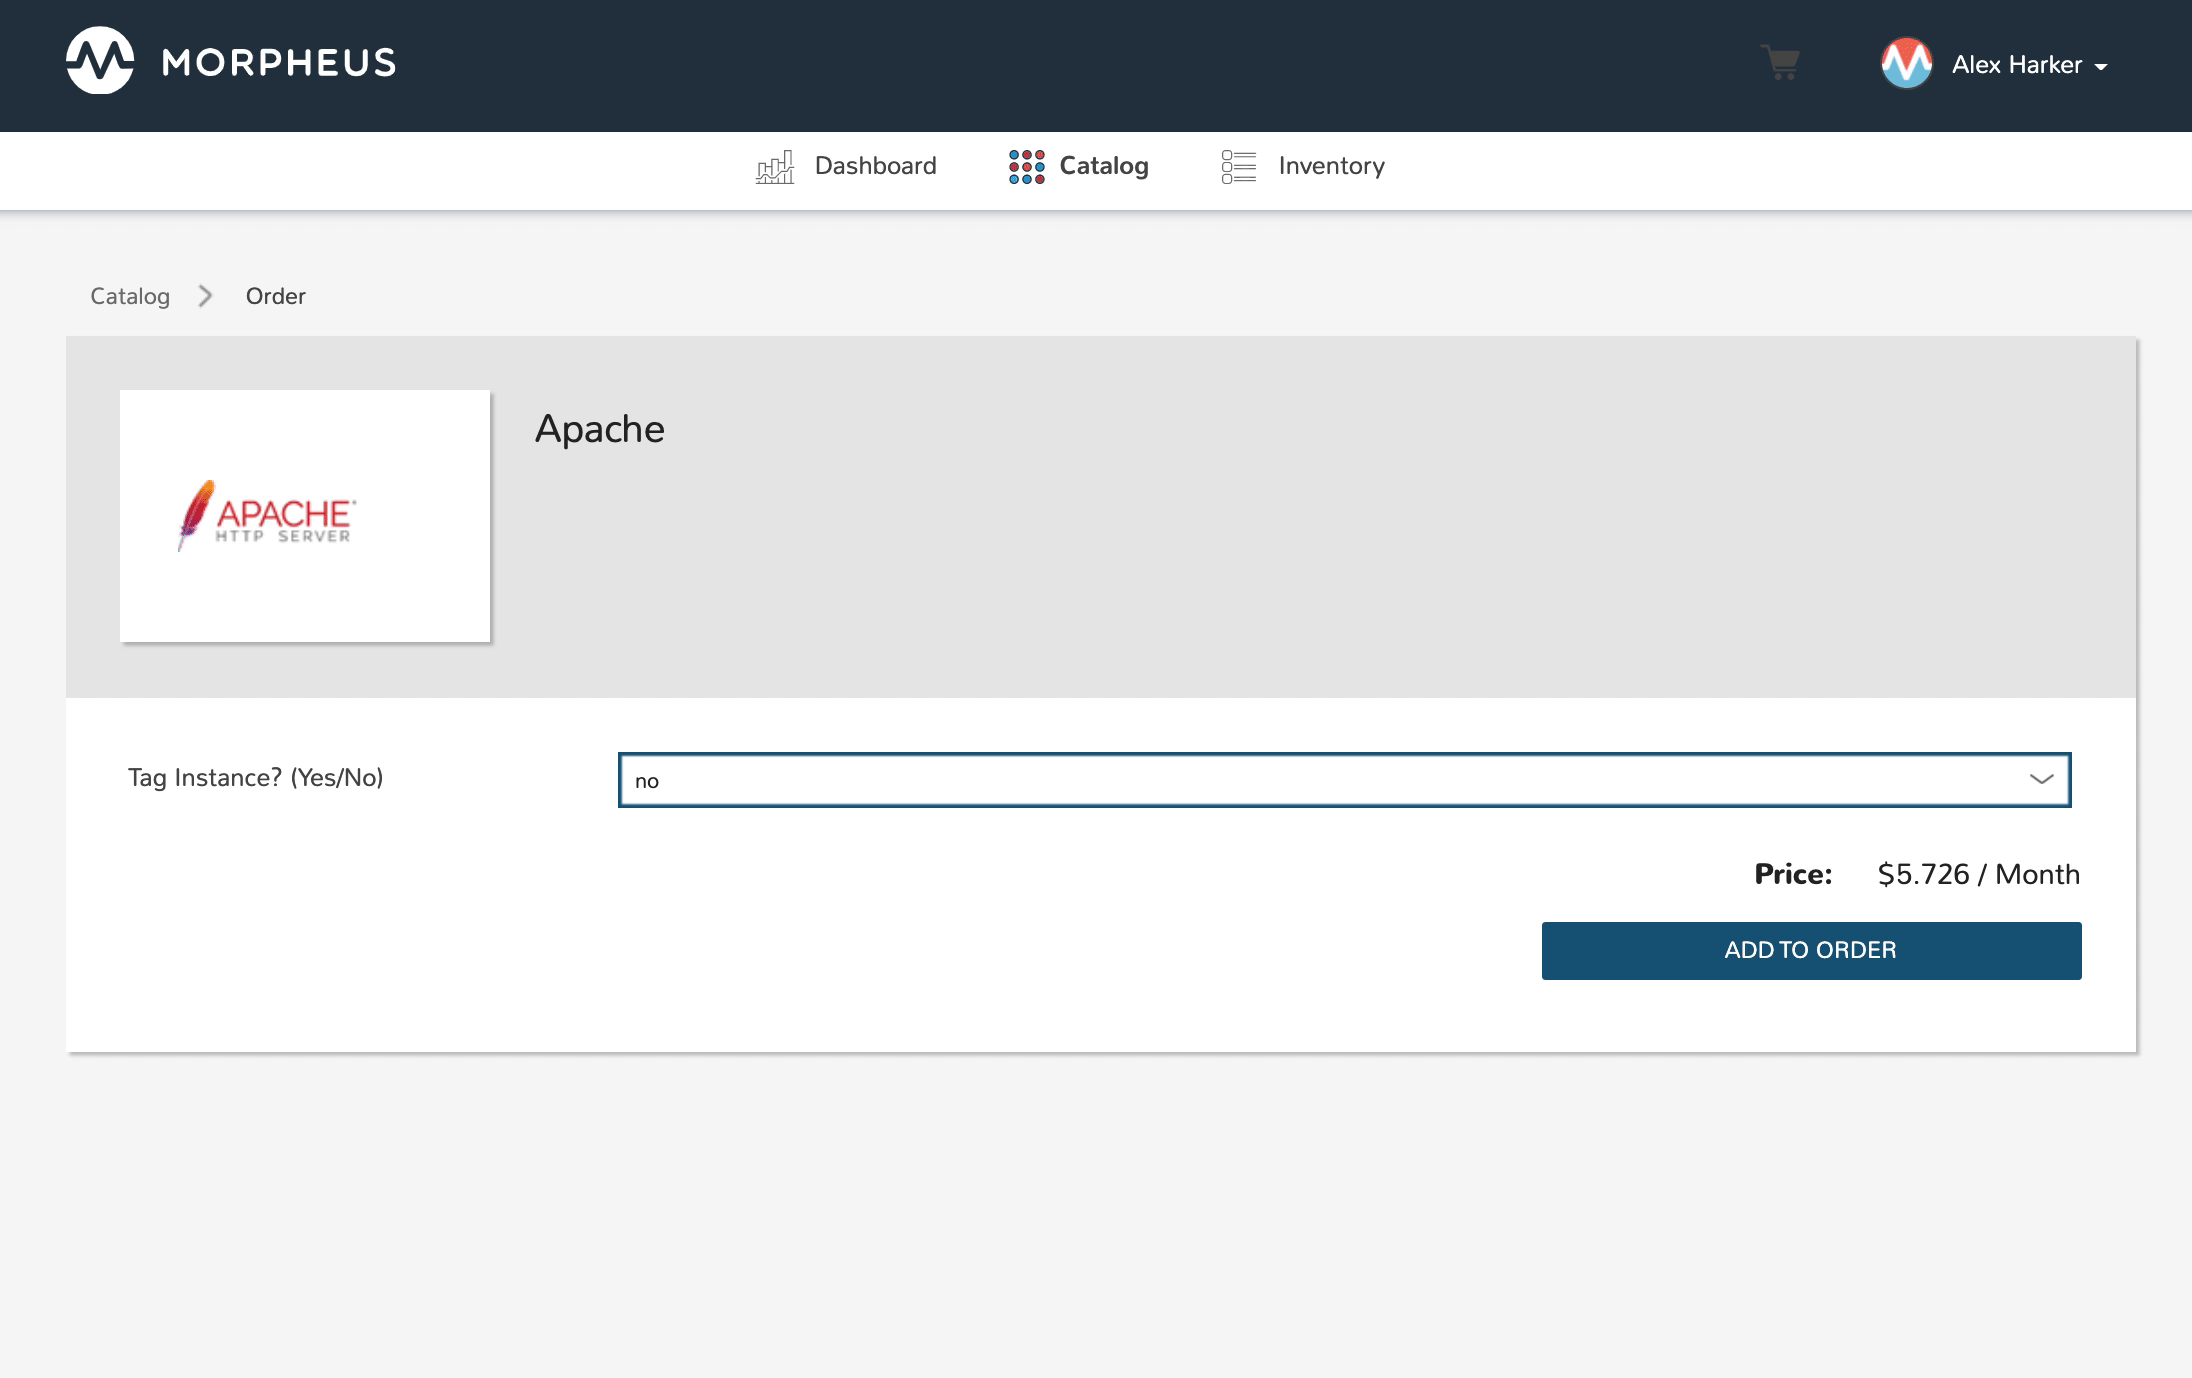 MORPHEUS
Alex Harker
Dashboard
Catalog
Inventory
Catalog
Order
APACHE
HTTP SERVER
Apache
Tag Instance? (Yes/No)
no
Price: $5.726 / Month
ADD TO ORDER